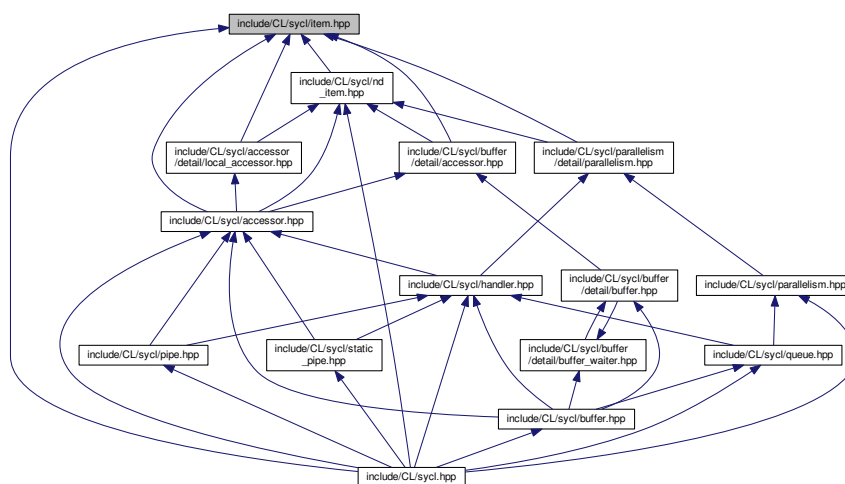 include/CL/sycl/item.hpp
include/CL/sycl/nd
_item.hpp
include/CL/sycl/accessor
/detail/local_accessor.hpp
include/CL/sycl/buffer
/detail/accessor.hpp
include/CL/sycl/parallelism
/detail/parallelism.hpp
include/CL/sycl/accessor.hpp
include/CL/sycl/handler.hpp
include/CL/sycl/buffer
/detail/buffer.hpp
include/CL/sycl/parallelism.hpp
include/CL/sycl/pipe.hpp
include/CL/sycl/static
_pipe.hpp
include/CL/sycl/buffer
/detail/buffer_waiter.hpp
include/CL/sycl/queue.hpp
include/CL/sycl/buffer.hpp
include/CL/sycl.hpp